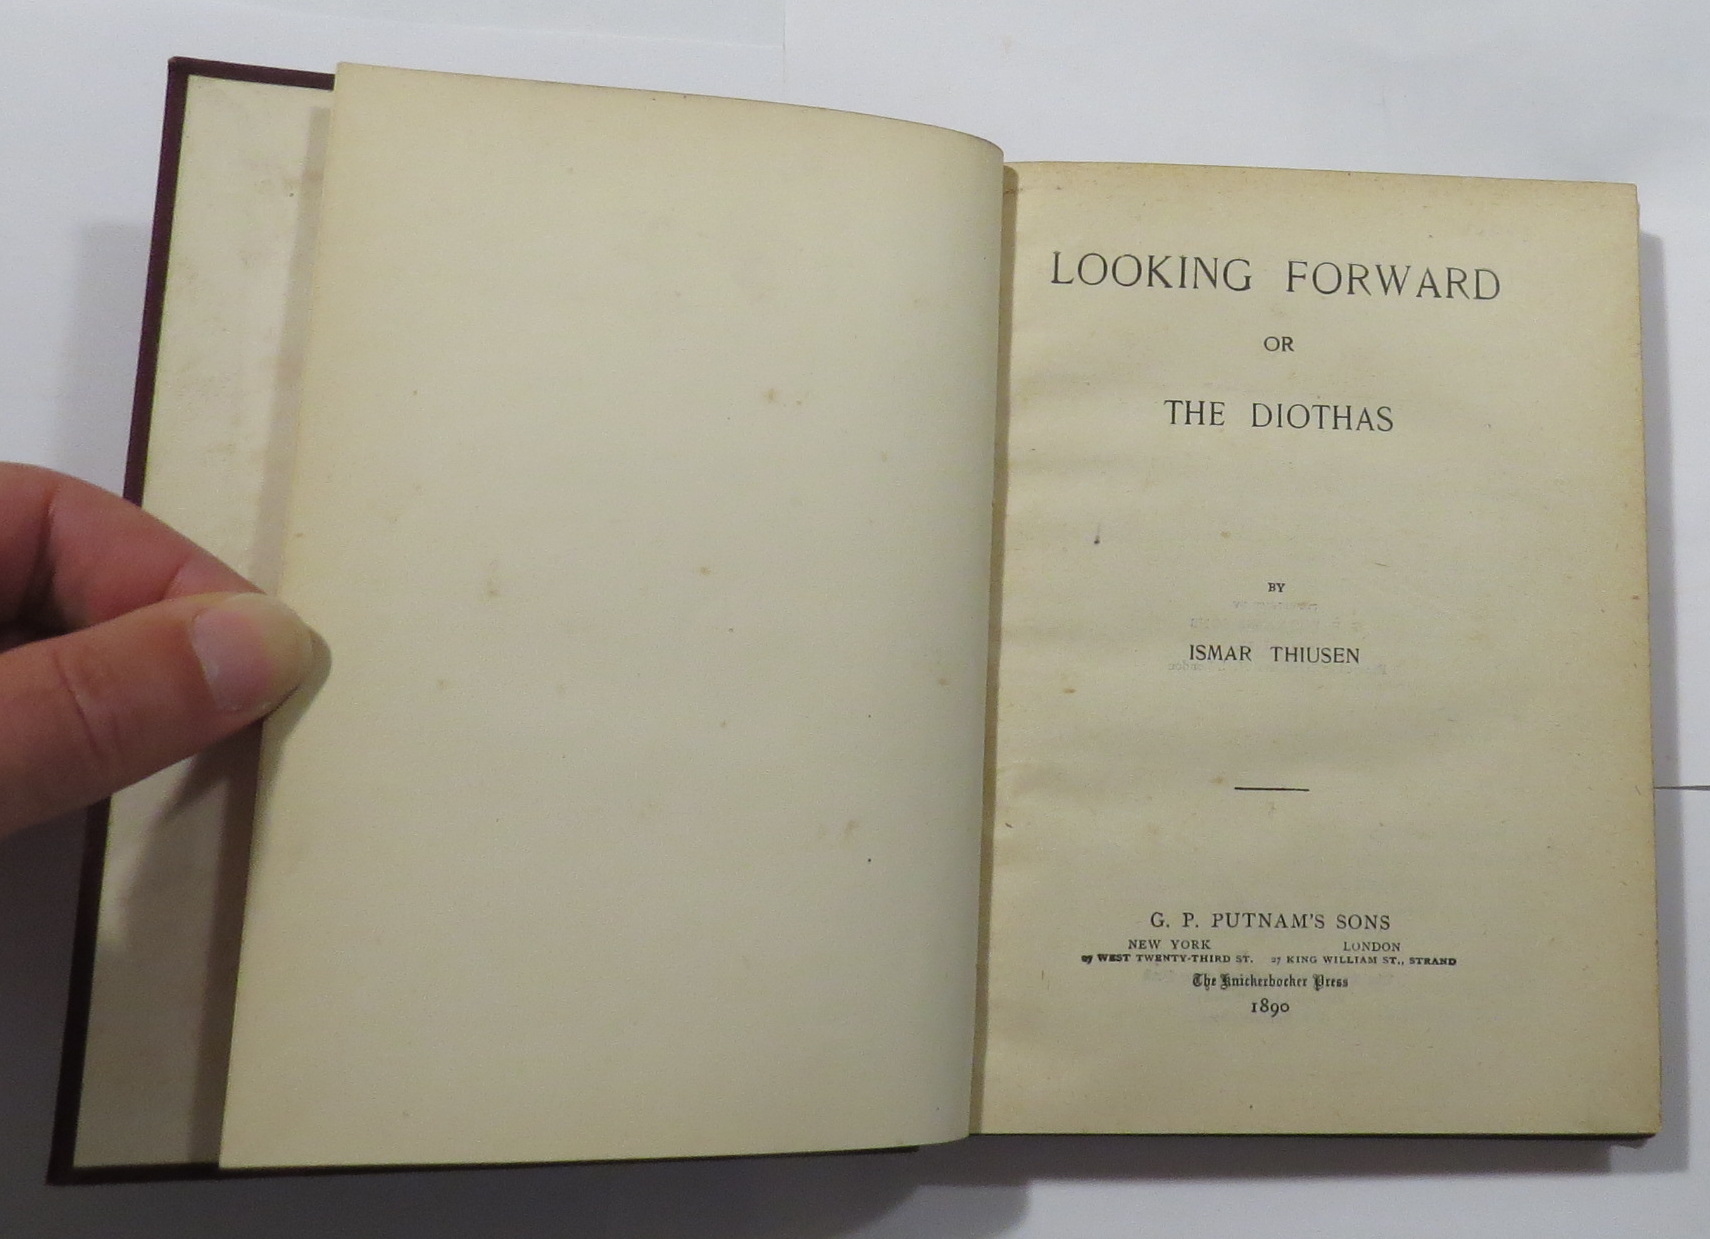 LOOKING FORWARD
OR
THE DIOTHAS
BY
ISMAR THIUSEN
G. P. PUTNAM'S SONS
NEW YORK LONDON
27 WEST TWENTY-THIRD ST. 27 KING WILLIAM ST., STRAND
The Knickerbocker Press
1890